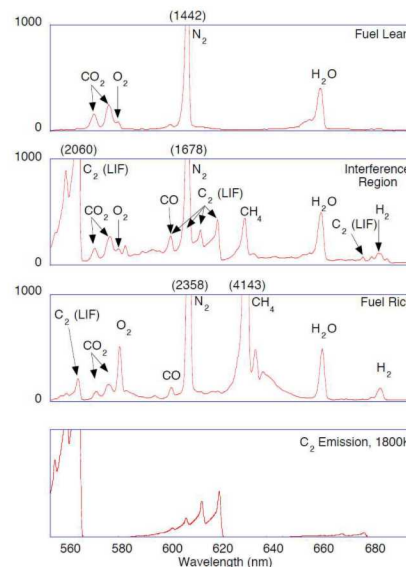 (1442)
1000
N2
Fuel Lean
CO2 O2
H2O
0
(2060) (1678)
1000
C2 (LIF)
N2
Interference
Region
CO2 O2
CO
C2 (LIF)
CH4
H2O
C2 (LIF)
H2
0
(2358) (4143)
1000
N2
CH4
Fuel Rich
C2 (LIF)
O2
CO2
H2O
CO
H2
0
C2 Emission, 1800K
560 580 600 620 640 660 680
Wavelength (nm)